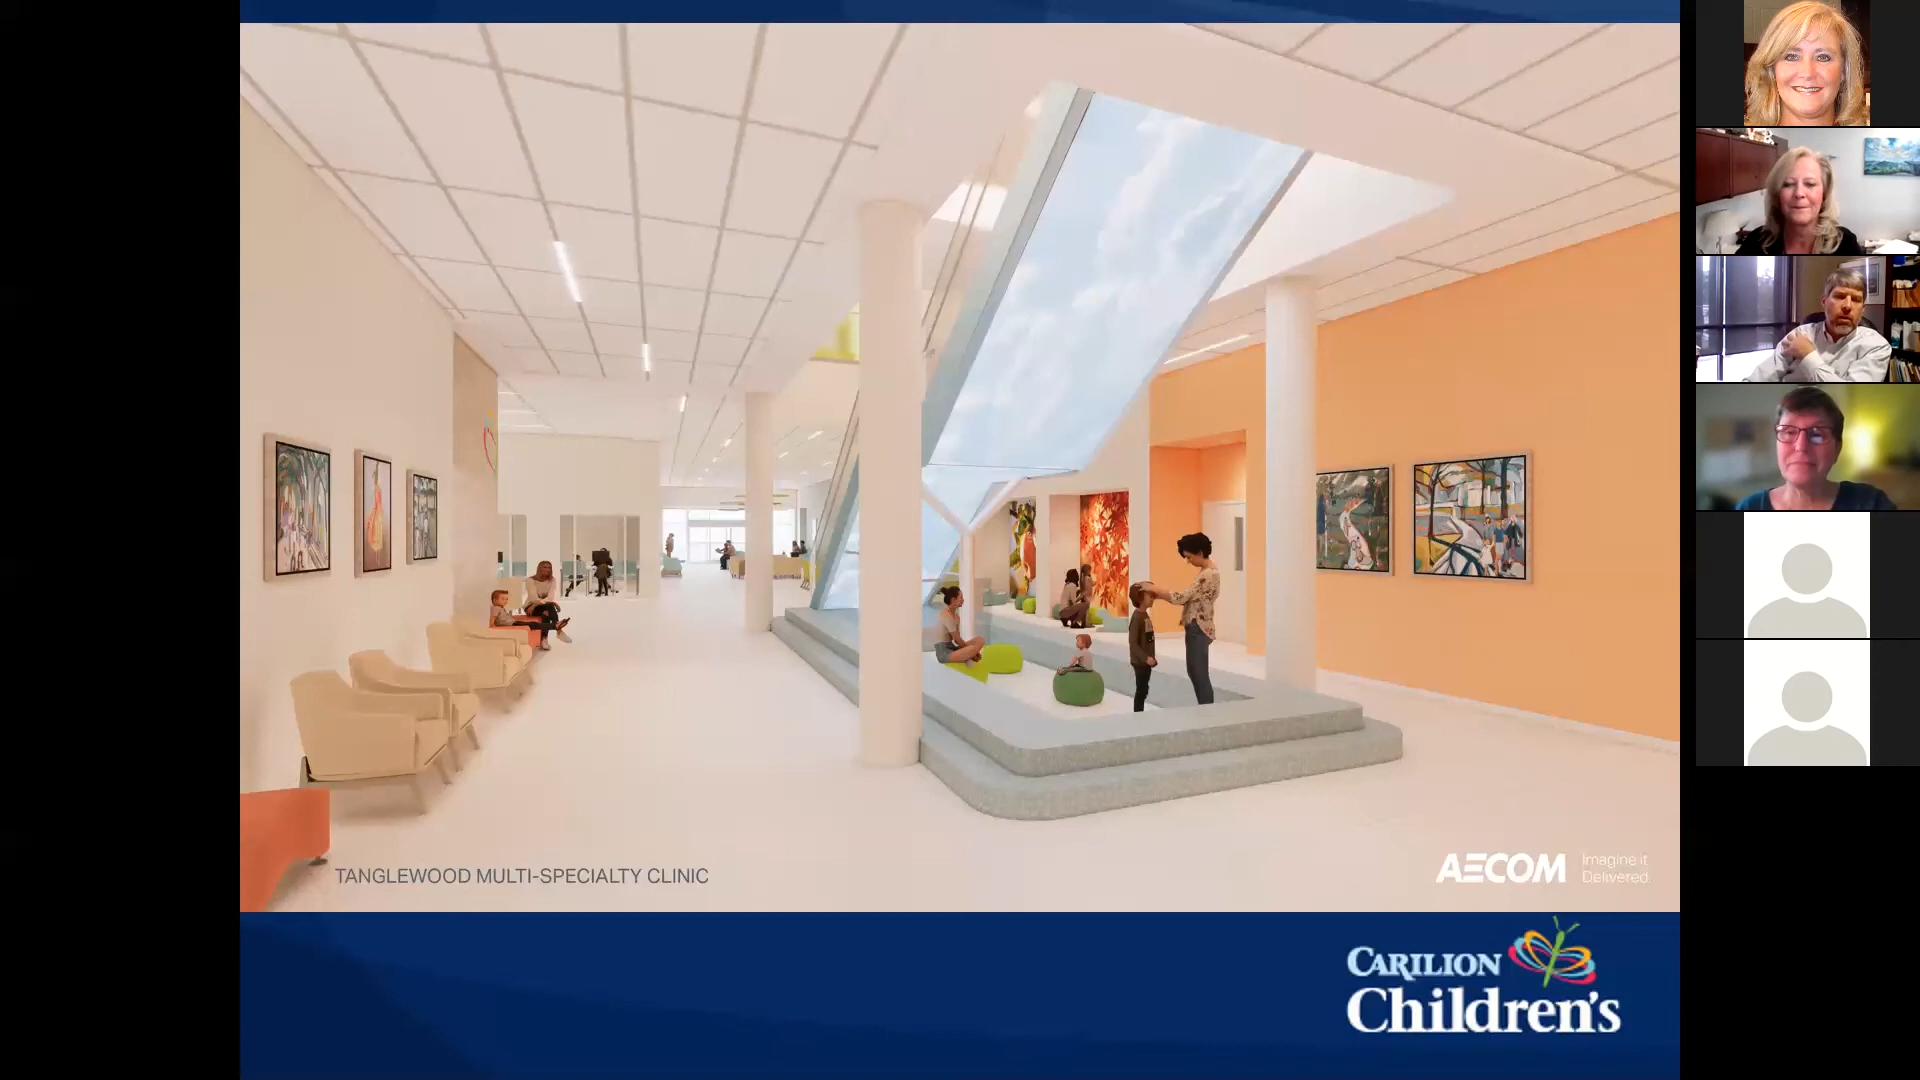 TANGLEWOOD MULTI-SPECIALTY CLINIC
AECOM
Imagine it
Delivered
CARILION
Children's